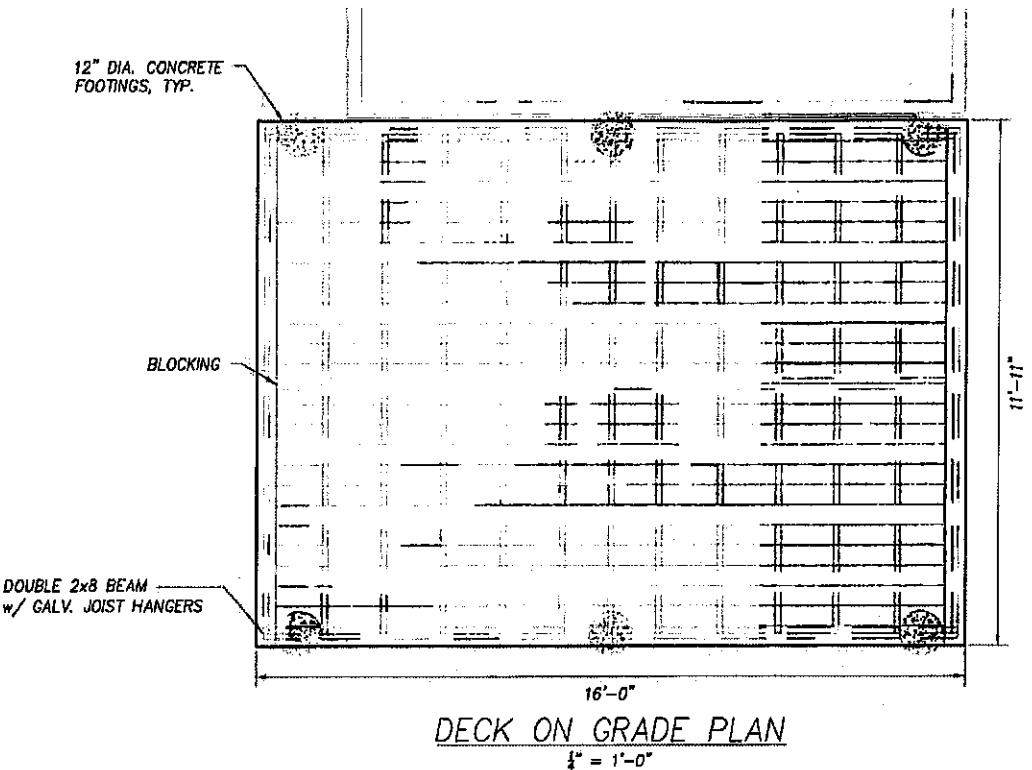 12" DIA. CONCRETE
FOOTINGS, TYP.
BLOCKING
11'-11"
DOUBLE 2x8 BEAM
w/ GALV. JOIST HANGERS
16'-0"
DECK ON GRADE PLAN
¼" = 1'-0"